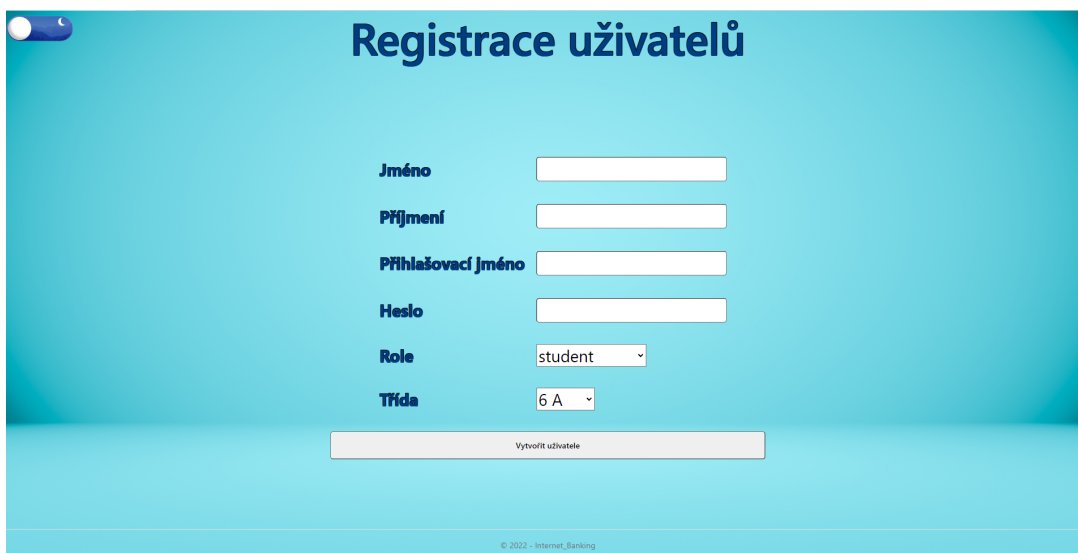 Registrace uživatelů
Jméno
Příjmení
Přihlašovací jméno
Heslo
Role student
Třída 6 A
Vytvořit uživatele
© 2022 - Internet_Banking